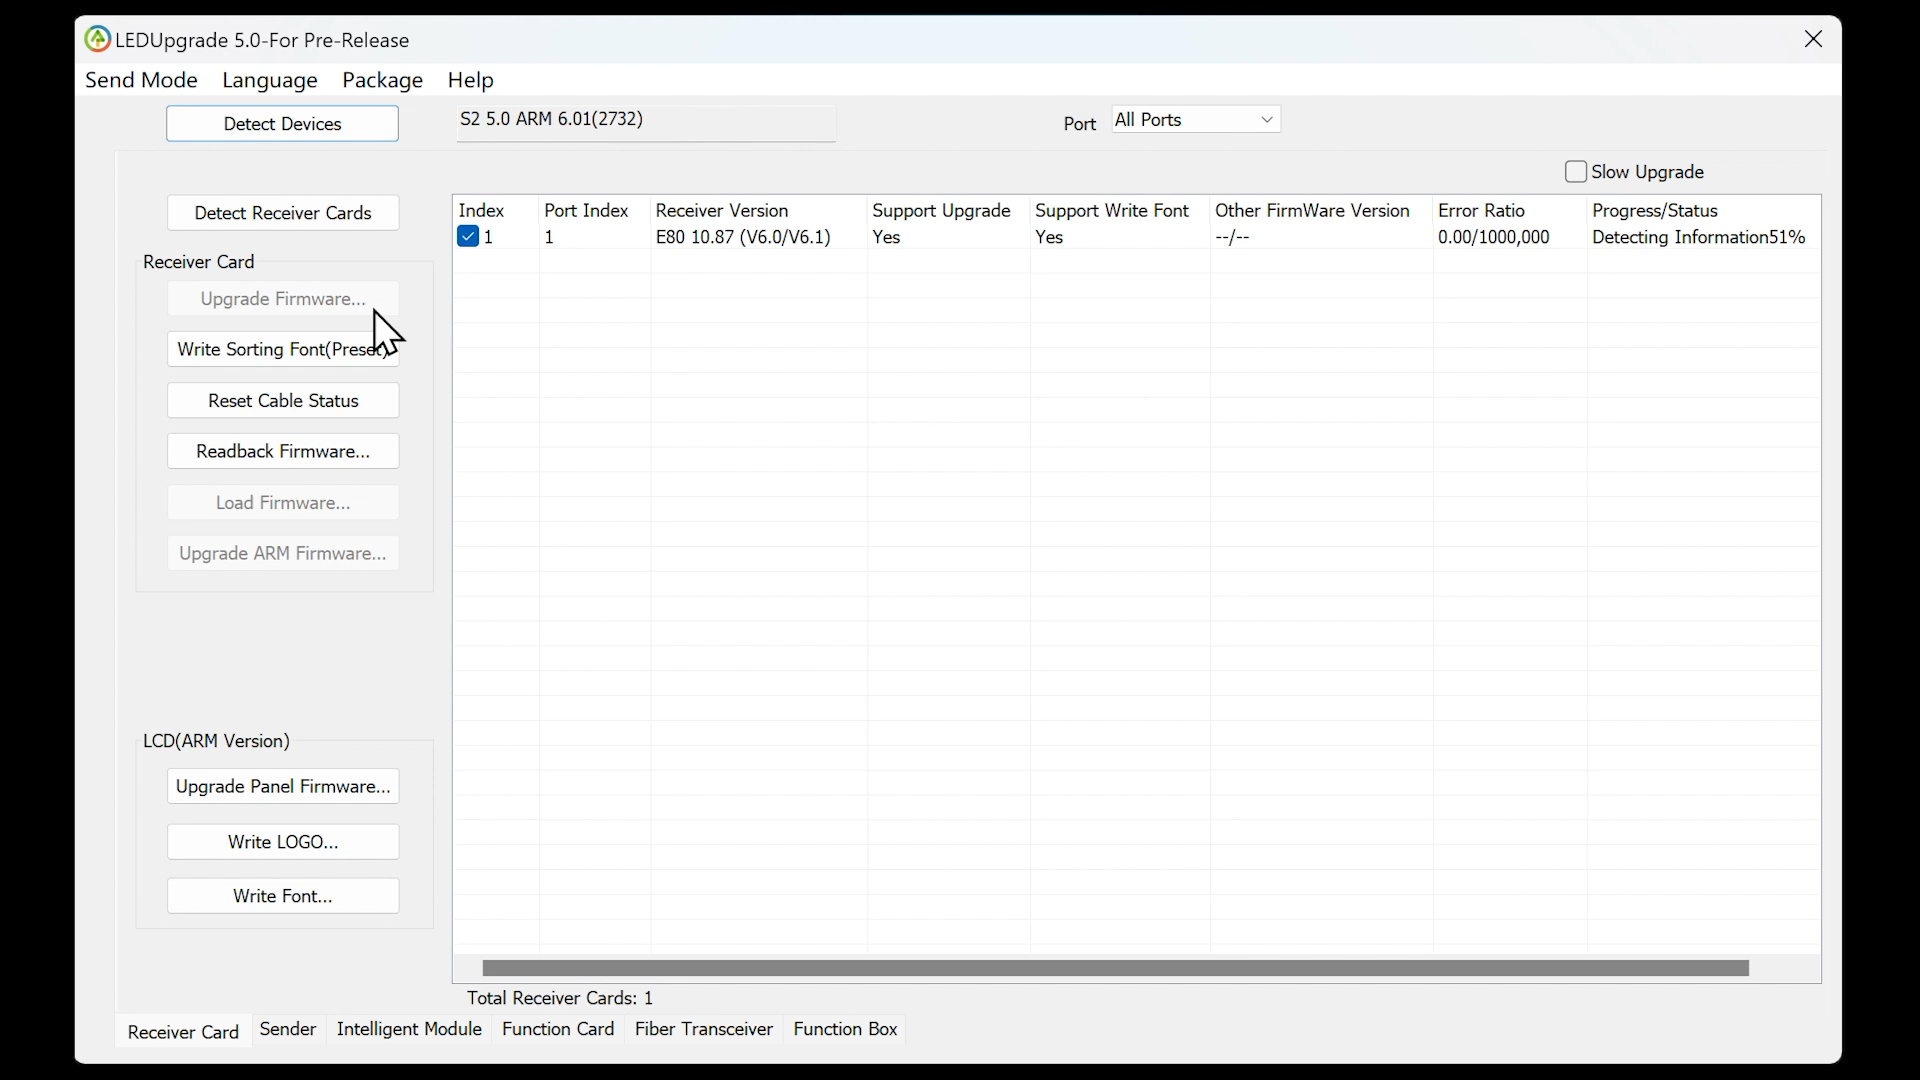 LEDUpgrade 5.0-For Pre-Release
Send Mode Language Package Help
Detect Devices
S2 5.0 ARM 6.01(2732)
Port All Ports
Slow Upgrade
Detect Receiver Cards
Index Port Index Receiver Version Support Upgrade Support Write Font Other FirmWare Version Error Ratio Progress/Status
1 1 E80 10.87 (V6.0/V6.1) Yes Yes --/-- 0.00/1000,000 Detecting Information51%
Receiver Card
Upgrade Firmware...
Write Sorting Font(Preset)
Reset Cable Status
Readback Firmware...
Load Firmware...
Upgrade ARM Firmware...
LCD(ARM Version)
Upgrade Panel Firmware...
Write LOGO...
Write Font...
Total Receiver Cards: 1
Receiver Card Sender Intelligent Module Function Card Fiber Transceiver Function Box